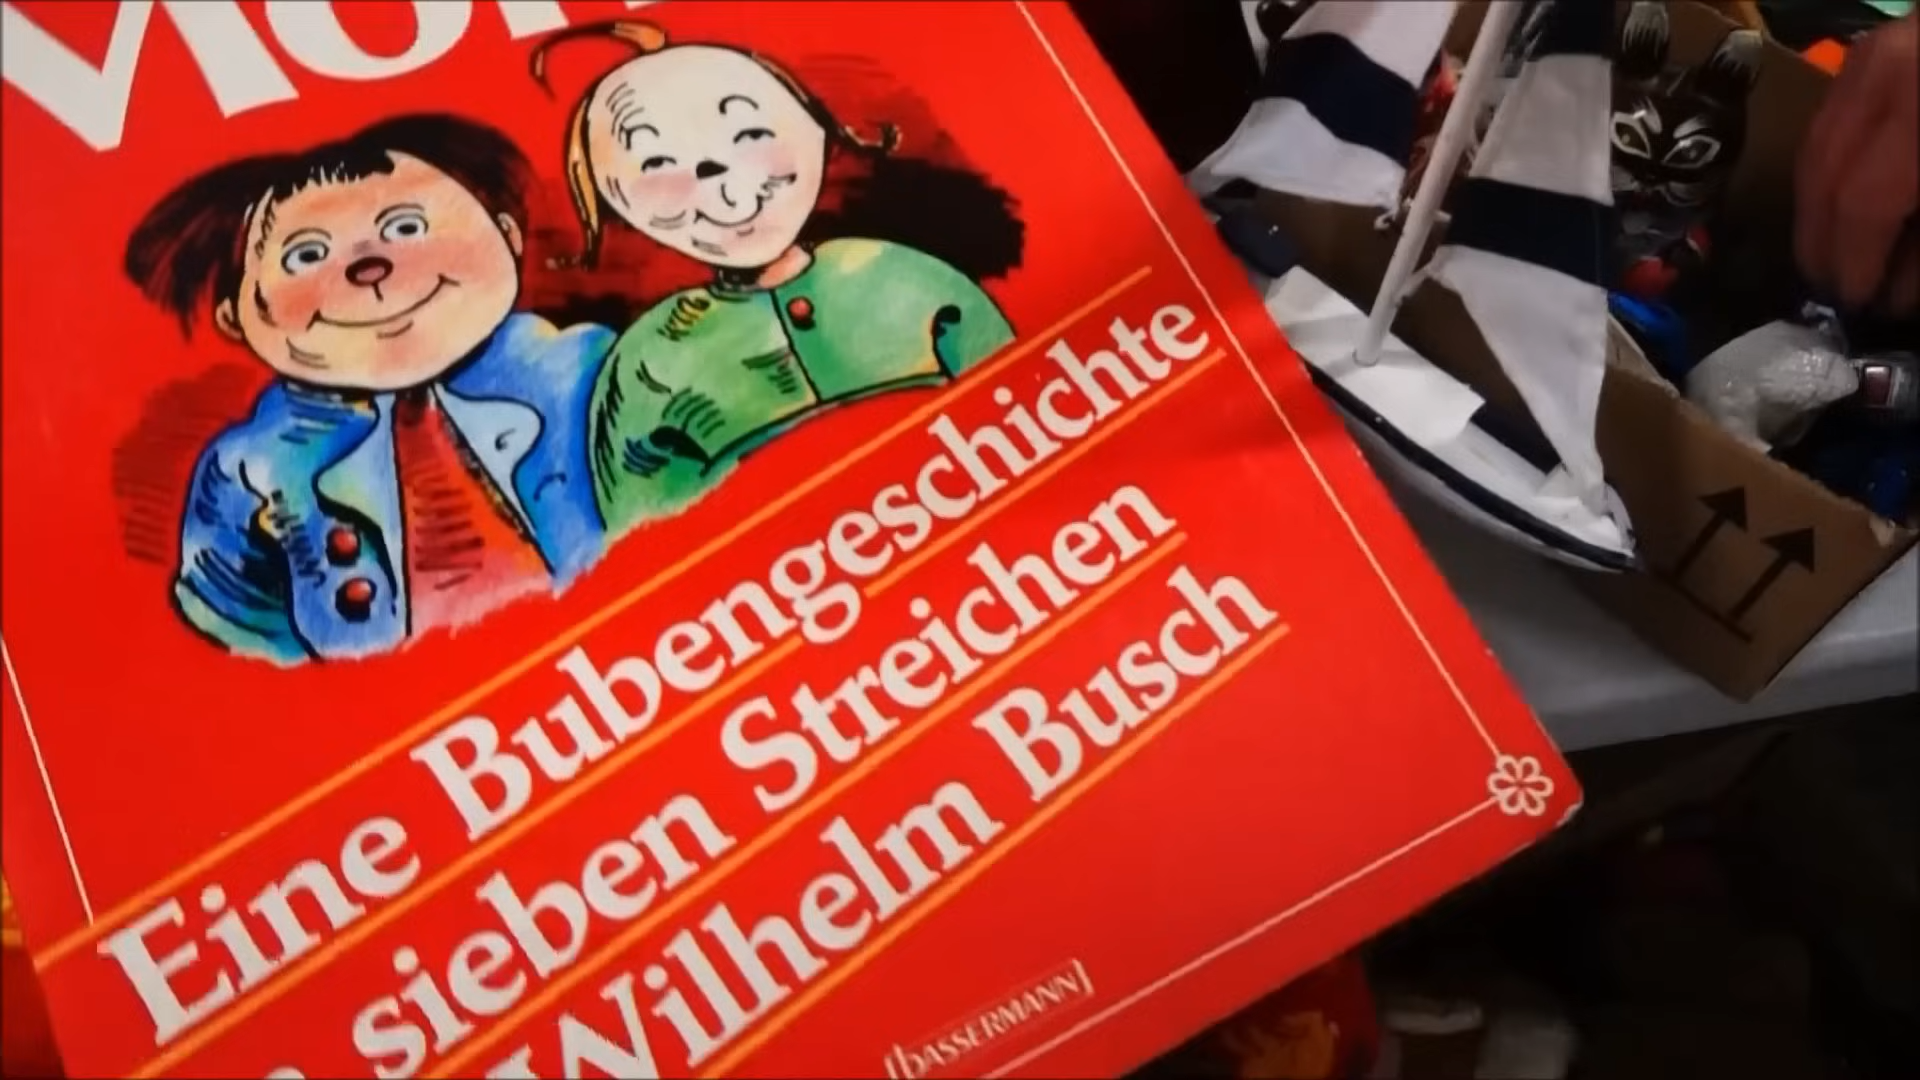 Eine Bubengeschichte
sieben Streichen
Wilhelm Busch
bASSERMANN